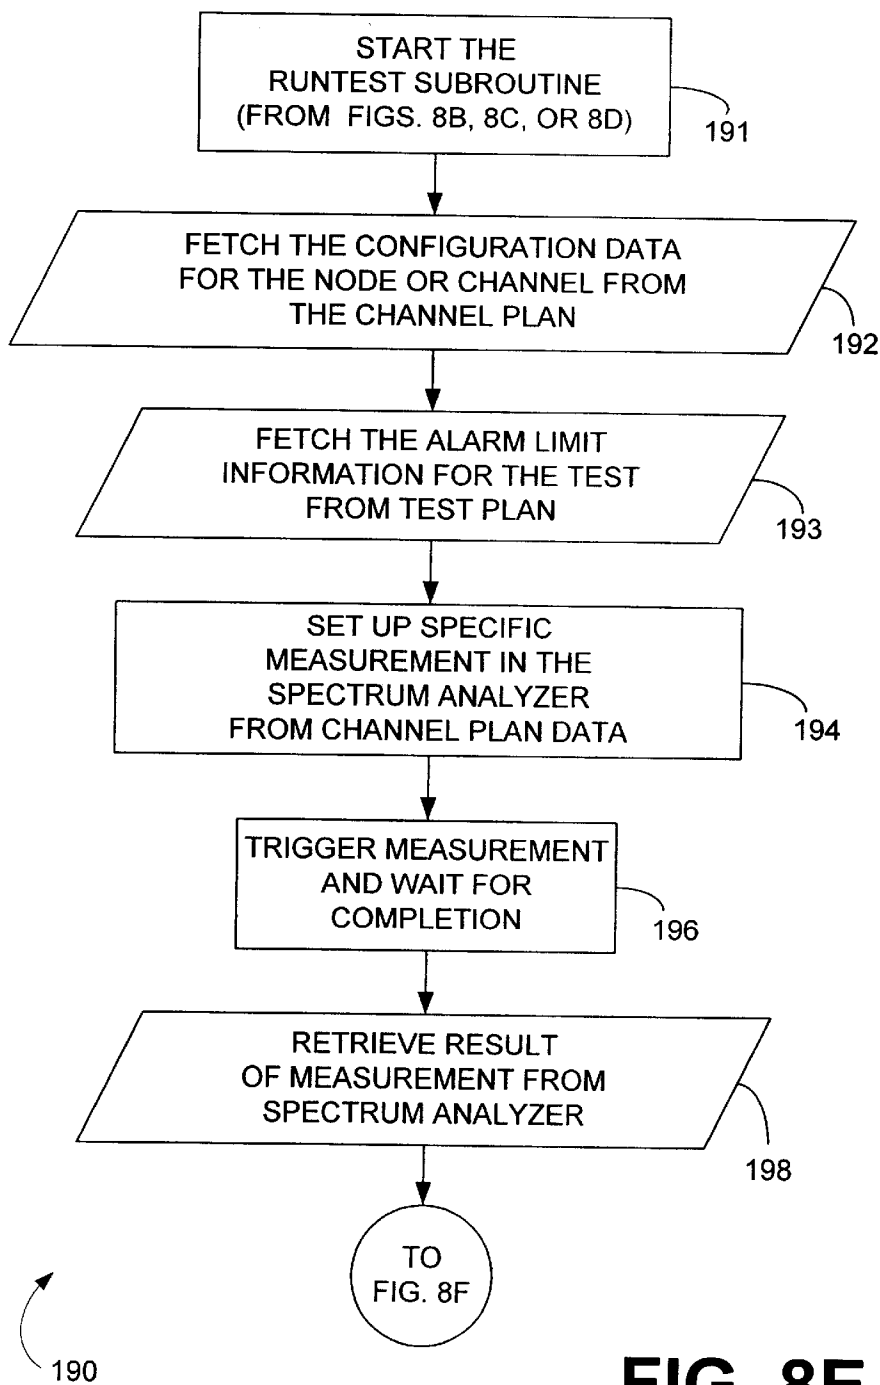 START THE
RUNTEST SUBROUTINE
(FROM FIGS. 8B, 8C, OR 8D)
191
FETCH THE CONFIGURATION DATA
FOR THE NODE OR CHANNEL FROM
THE CHANNEL PLAN
192
FETCH THE ALARM LIMIT
INFORMATION FOR THE TEST
FROM TEST PLAN
193
SET UP SPECIFIC
MEASUREMENT IN THE
SPECTRUM ANALYZER
FROM CHANNEL PLAN DATA
194
TRIGGER MEASUREMENT
AND WAIT FOR
COMPLETION
196
RETRIEVE RESULT
OF MEASUREMENT FROM
SPECTRUM ANALYZER
198
TO
FIG. 8F
190
FIG. 8E